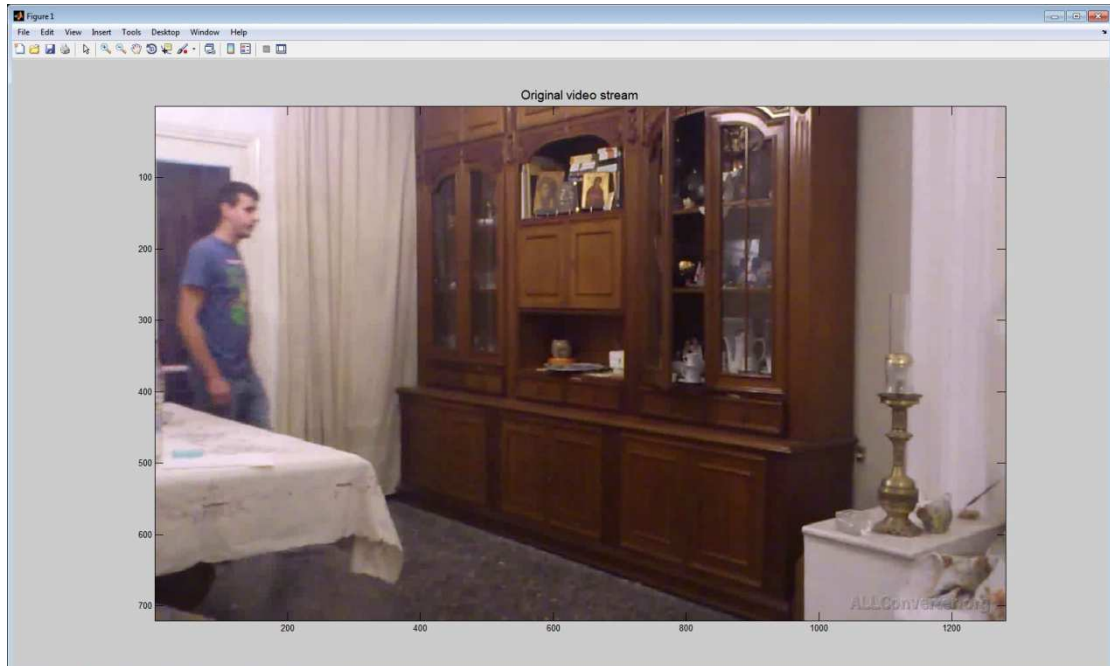 Figure 1
File Edit View Insert Tools Desktop Window Help
Original video stream
100
200
300
400
500
600
700
200 400 600 800 1000 1200
ALLConverter.org